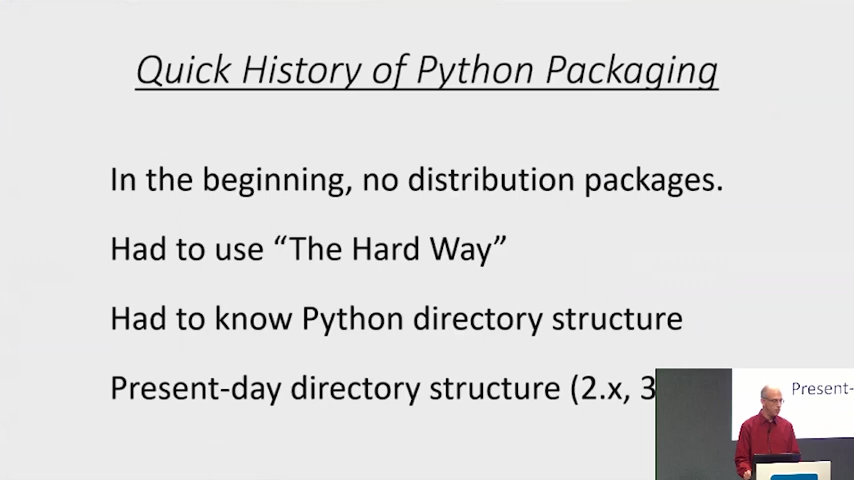 Quick History of Python Packaging
In the beginning, no distribution packages.
Had to use “The Hard Way”
Had to know Python directory structure
Present-day directory structure (2.x, 3
Present-